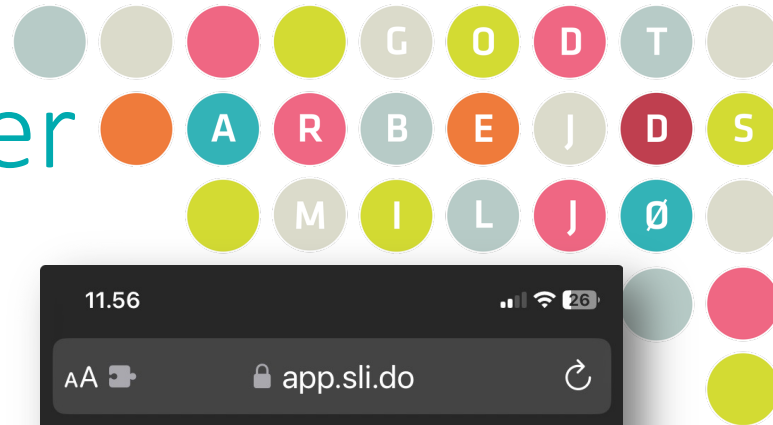 GODT
er
ARBEJDS
MILJØ
11.56
26
AA
app.sli.do